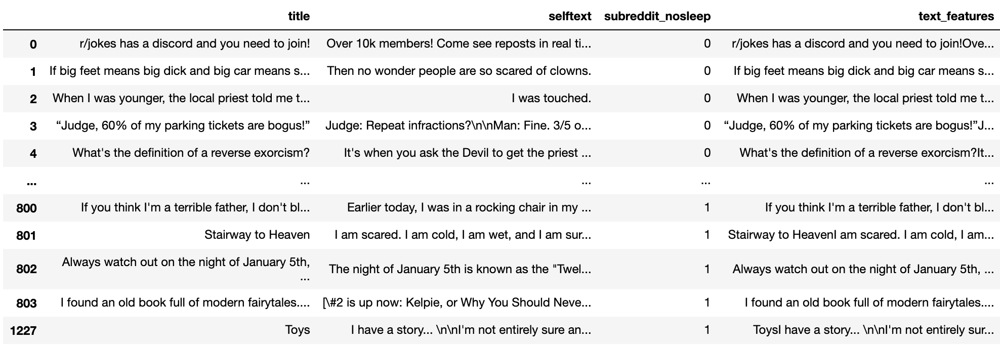 title selftext subreddit_nosleep text_features
0 r/jokes has a discord and you need to join! Over 10k members! Come see reposts in real ti... 0 r/jokes has a discord and you need to join!Ove...
1 If big feet means big dick and big car means s... Then no wonder people are so scared of clowns. 0 If big feet means big dick and big car means s...
2 When I was younger, the local priest told me t... I was touched. 0 When I was younger, the local priest told me t...
3 “Judge, 60% of my parking tickets are bogus!” Judge: Repeat infractions?\n\nMan: Fine. 3/5 o... 0 “Judge, 60% of my parking tickets are bogus!”J...
4 What's the definition of a reverse exorcism? It's when you ask the Devil to get the priest ... 0 What's the definition of a reverse exorcism?It...
... ... ... ... ...
800 If you think I'm a terrible father, I don't bl... Earlier today, I was in a rocking chair in my ... 1 If you think I'm a terrible father, I don't bl...
801 Stairway to Heaven I am scared. I am cold, I am wet, and I am sur... 1 Stairway to HeavenI am scared. I am cold, I am...
802 Always watch out on the night of January 5th, The night of January 5th is known as the "Twel... 1 Always watch out on the night of January 5th, ...
...
803 I found an old book full of modern fairytales.... [\#2 is up now: Kelpie, or Why You Should Neve... 1 I found an old book full of modern fairytales....
1227 Toys I have a story... \n\nI'm not entirely sure an... 1 ToysI have a story... \n\nI'm not entirely sur...